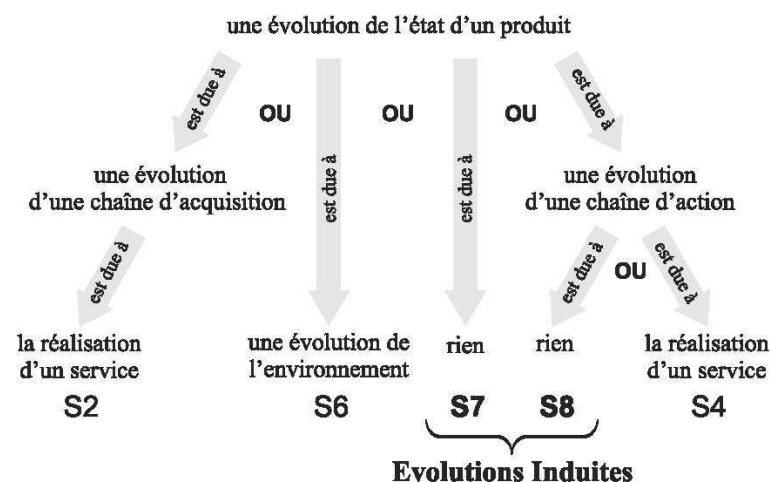 une évolution de l'état d'un produit
est due à
OU
OU
OU
est due à
une évolution
d'une chaîne d'acquisition
est due à
est due à
une évolution
d'une chaîne d'action
est due à
est due à
OU
est due à
la réalisation
d'un service
S2
une évolution de
l'environnement
S6
rien
S7
rien
S8
la réalisation
d'un service
S4
Evolutions Induites